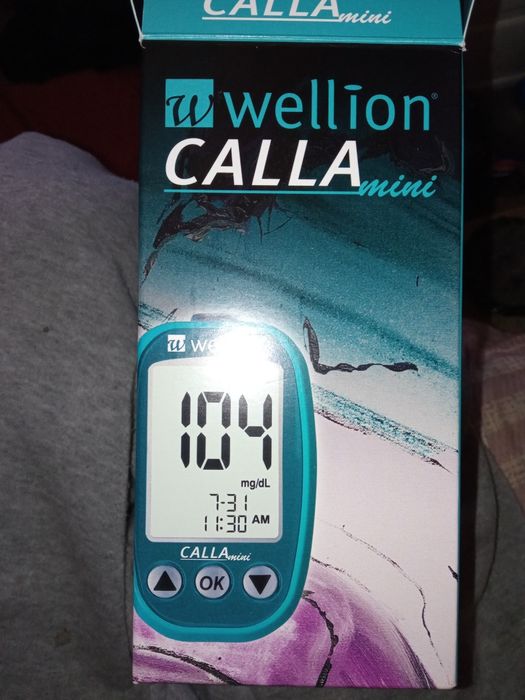 CALLA mini
w wellion®
CALLA mini
w we
104
mg/dL
7-31
11:30 AM
CALLA mini
OK